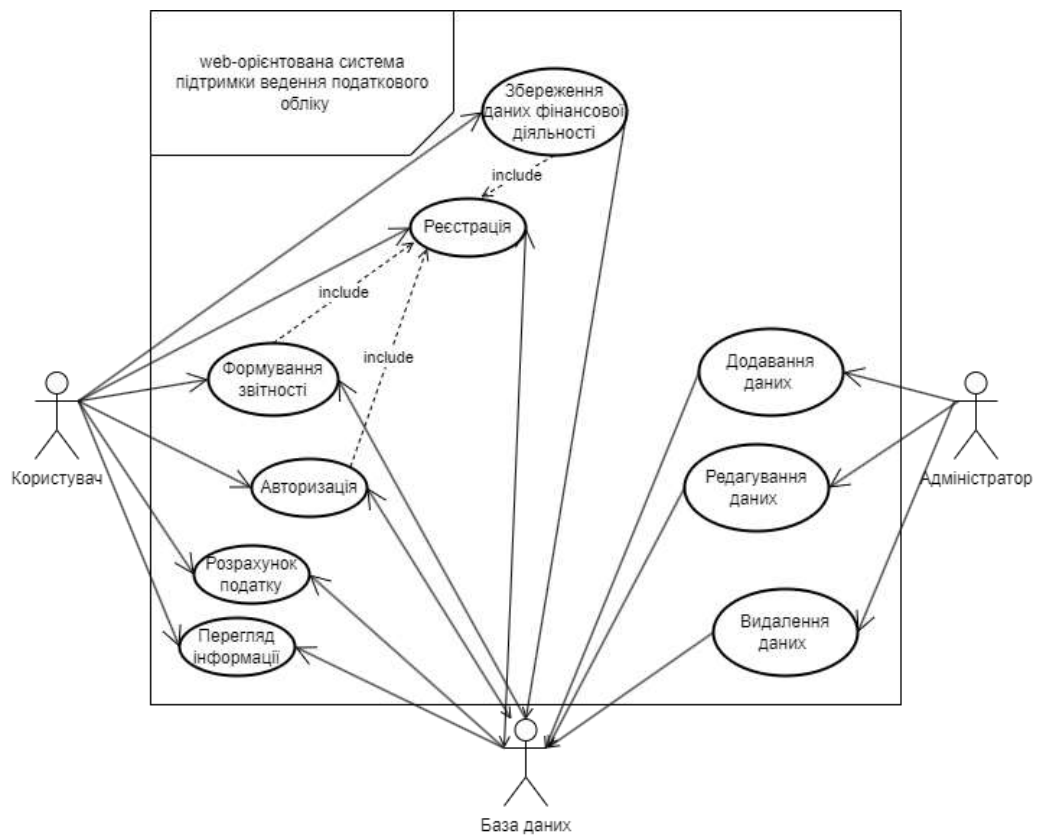 web-орієнтована система
підтримки ведення податкового
обліку
Збереження
даних фінансової
діяльності
include
Реєстрація
include
include
Формування
звітності
Додавання
даних
Користувач
Авторизація
Редагування
даних
Адміністратор
Розрахунок
податку
Перегляд
інформації
Видалення
даних
База даних